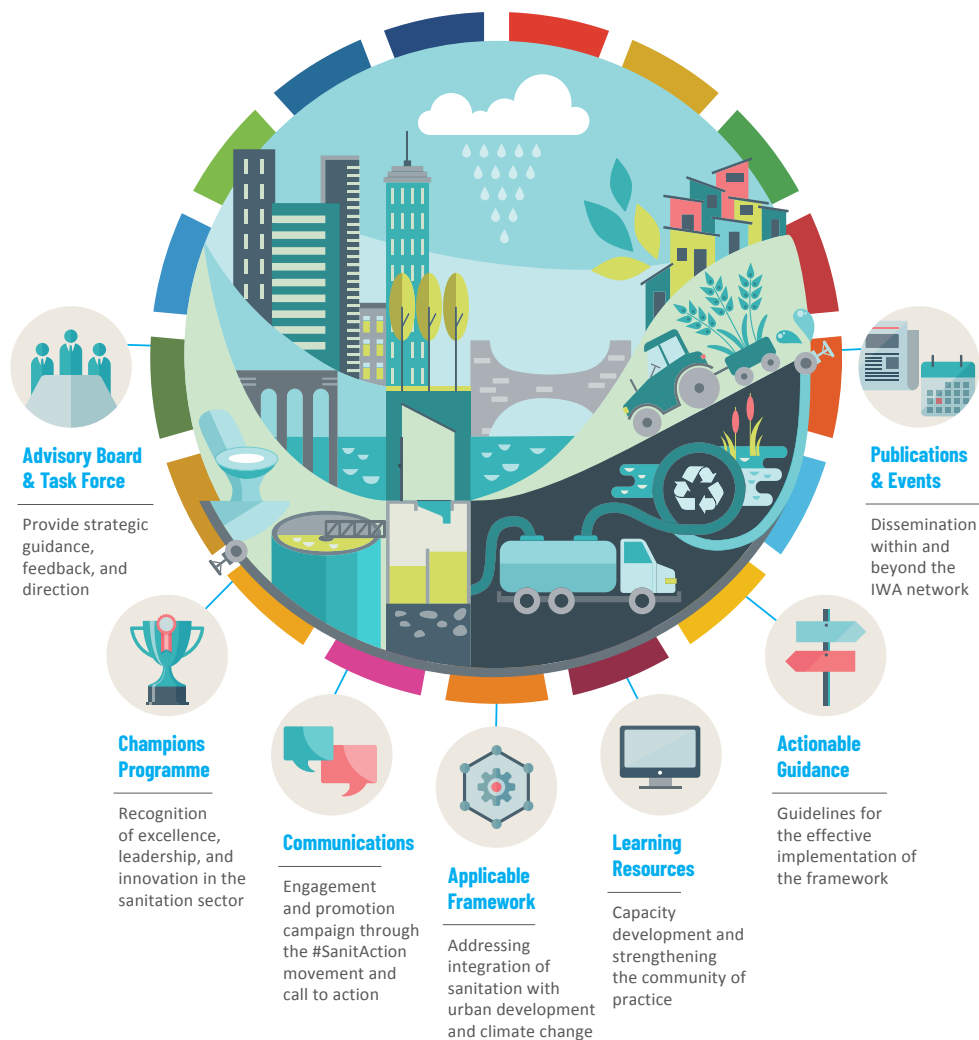 Advisory Board
& Task Force
Provide strategic
guidance,
feedback, and
direction
Champions
Programme
Recognition
of excellence,
leadership, and
innovation in the
sanitation sector
Communications
Engagement
and promotion
campaign through
the #SanitAction
movement and
call to action
Applicable
Framework
Addressing
integration of
sanitation with
urban development
and climate change
Learning
Resources
Capacity
development and
strengthening
the community of
practice
Actionable
Guidance
Guidelines for
the effective
implementation of
the framework
Publications
& Events
Dissemination
within and
beyond the
IWA network